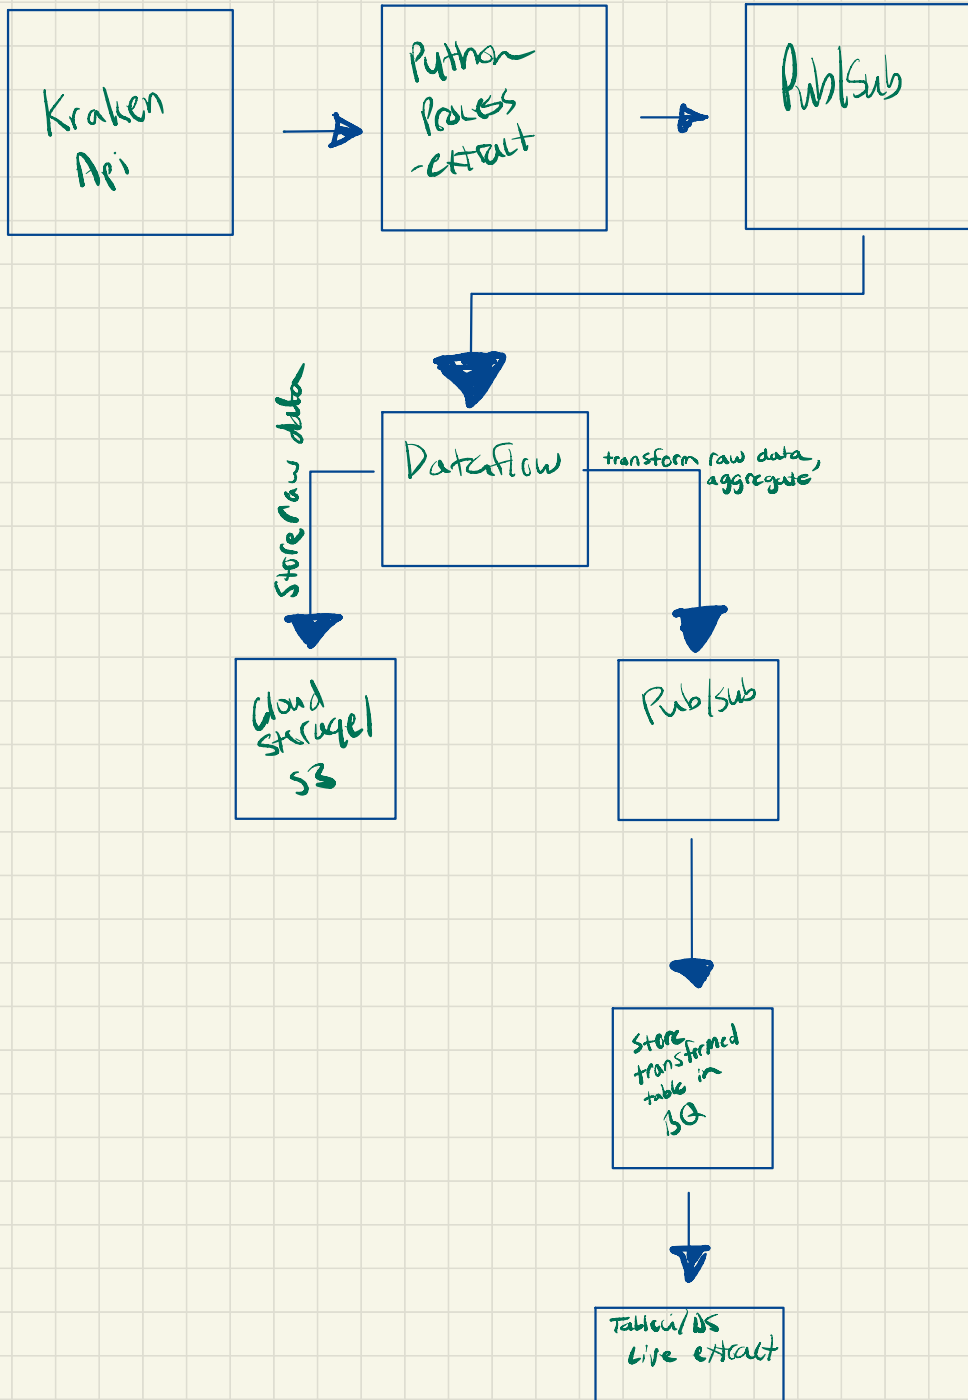 Kraken
Api
Python
Process
-extract
Pub/Sub
Store raw data
Dataflow
transform raw data,
aggregate
Cloud
Storage/
S3
Pub/sub
store
transformed
table in
BQ
/DS
Live extract